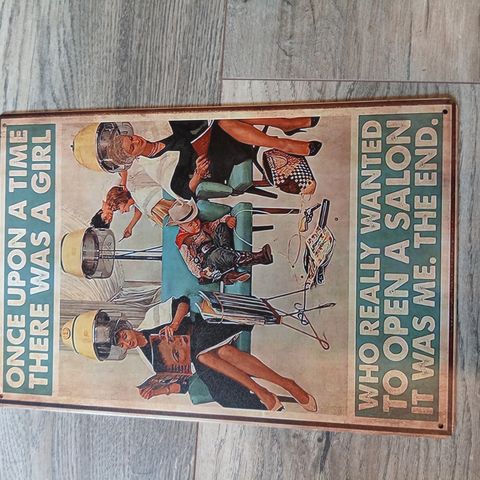 ONCE UPON A TIME
THERE WAS A GIRL
WHO REALLY WANTED
TO OPEN A SALON
IT WAS ME. THE END.